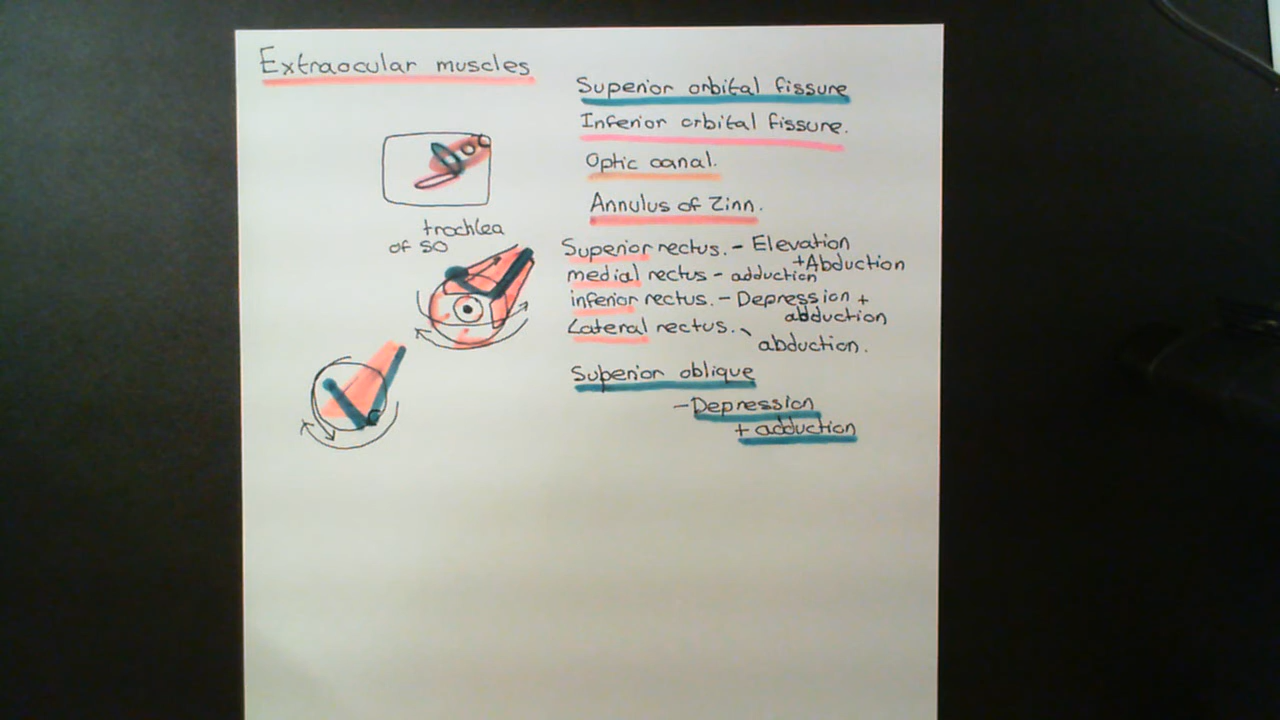 Extraocular muscles
Superior orbital fissure
Inferior orbital fissure.
Optic canal.
Annulus of Zinn.
trochlea
of SO
Superior rectus. - Elevation
+Abduction
medial rectus - adduction
inferior rectus. - Depression +
abduction
Lateral rectus.
abduction.
Superior oblique
- Depression
+ adduction